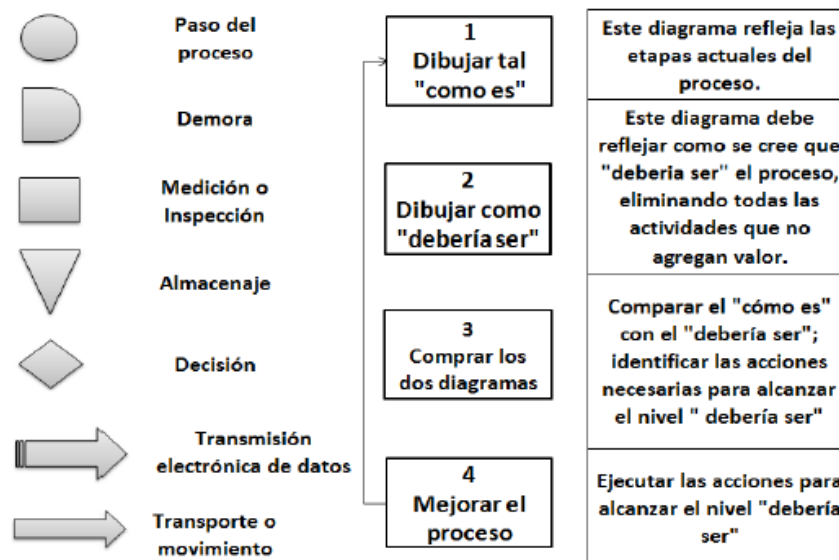 Paso del
proceso
Demora
Medición o
Inspección
Almacenaje
Decisión
Transmisión
electrónica de datos
Transporte o
movimiento
1
Dibujar tal
"como es"
2
Dibujar como
"debería ser"
3
Comprar los
dos diagramas
4
Mejorar el
proceso
Este diagrama refleja las
etapas actuales del
proceso.
Este diagrama debe
reflejar como se cree que
"deberia ser" el proceso,
eliminando todas las
actividades que no
agregan valor.
Comparar el "cómo es"
con el "debería ser";
identificar las acciones
necesarias para alcanzar
el nivel " debería ser"
Ejecutar las acciones para
alcanzar el nivel "debería
ser"